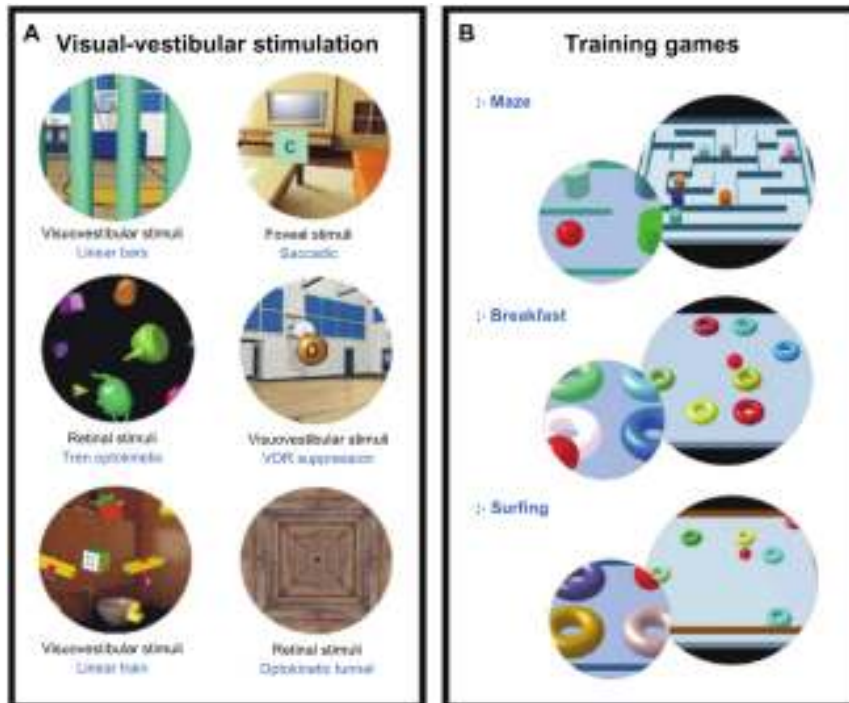 A
Visual-vestibular stimulation
C
Visuovestibular stimuli
Linear bars
Foveal stimuli
Saccadic
Retinal stimuli
Tren optokinetic
Visuovestibular stimuli
VOR suppression
Visuovestibular stimuli
Linear train
Retinal stimuli
Optokinetic tunnel
B
Training games
:- Maze
:- Breakfast
:- Surfing